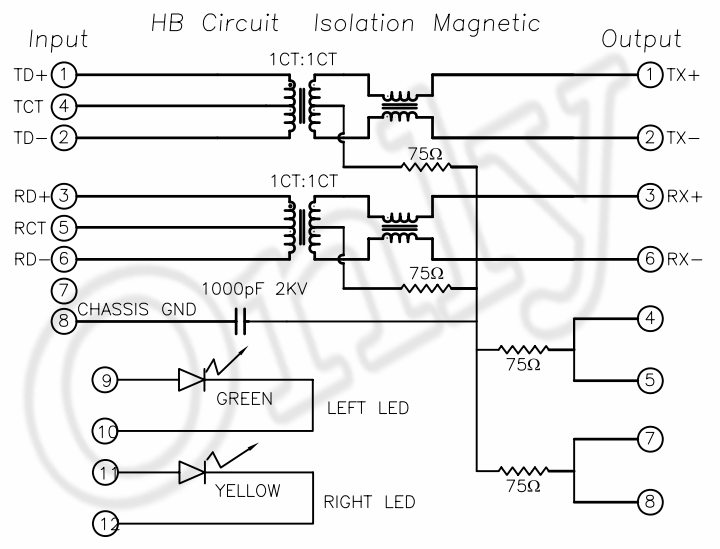 HB Circuit Isolation Magnetic
Input
Output
1CT:1CT
TD+ 1
1 TX+
TCT 4
TD- 2
2 TX-
75Ω
1CT:1CT
RD+ 3
3 RX+
RCT 5
RD- 6
6 RX-
75Ω
7
1000pF 2KV
8 CHASSIS GND
4
75Ω
5
9
GREEN
LEFT LED
10
7
11
YELLOW
75Ω
RIGHT LED
8
12
Only